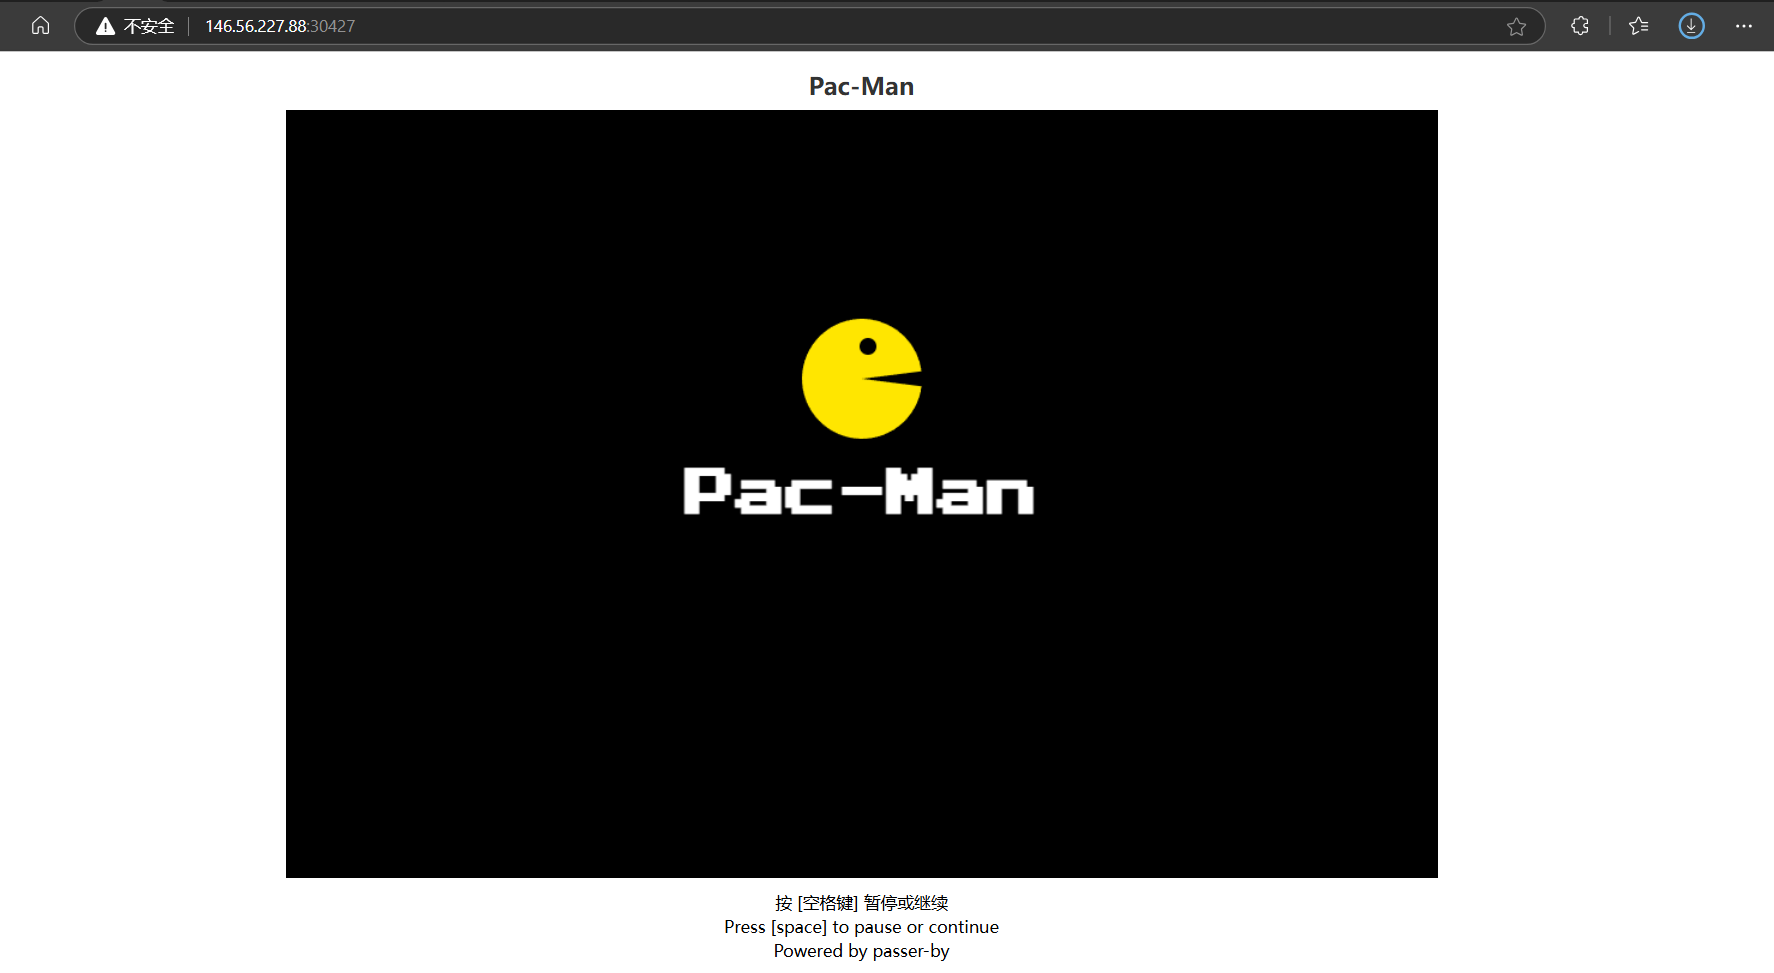 不安全 146.56.227.88:30427
Pac-Man
Pac-Man
按 [空格键] 暂停或继续
Press [space] to pause or continue
Powered by passer-by